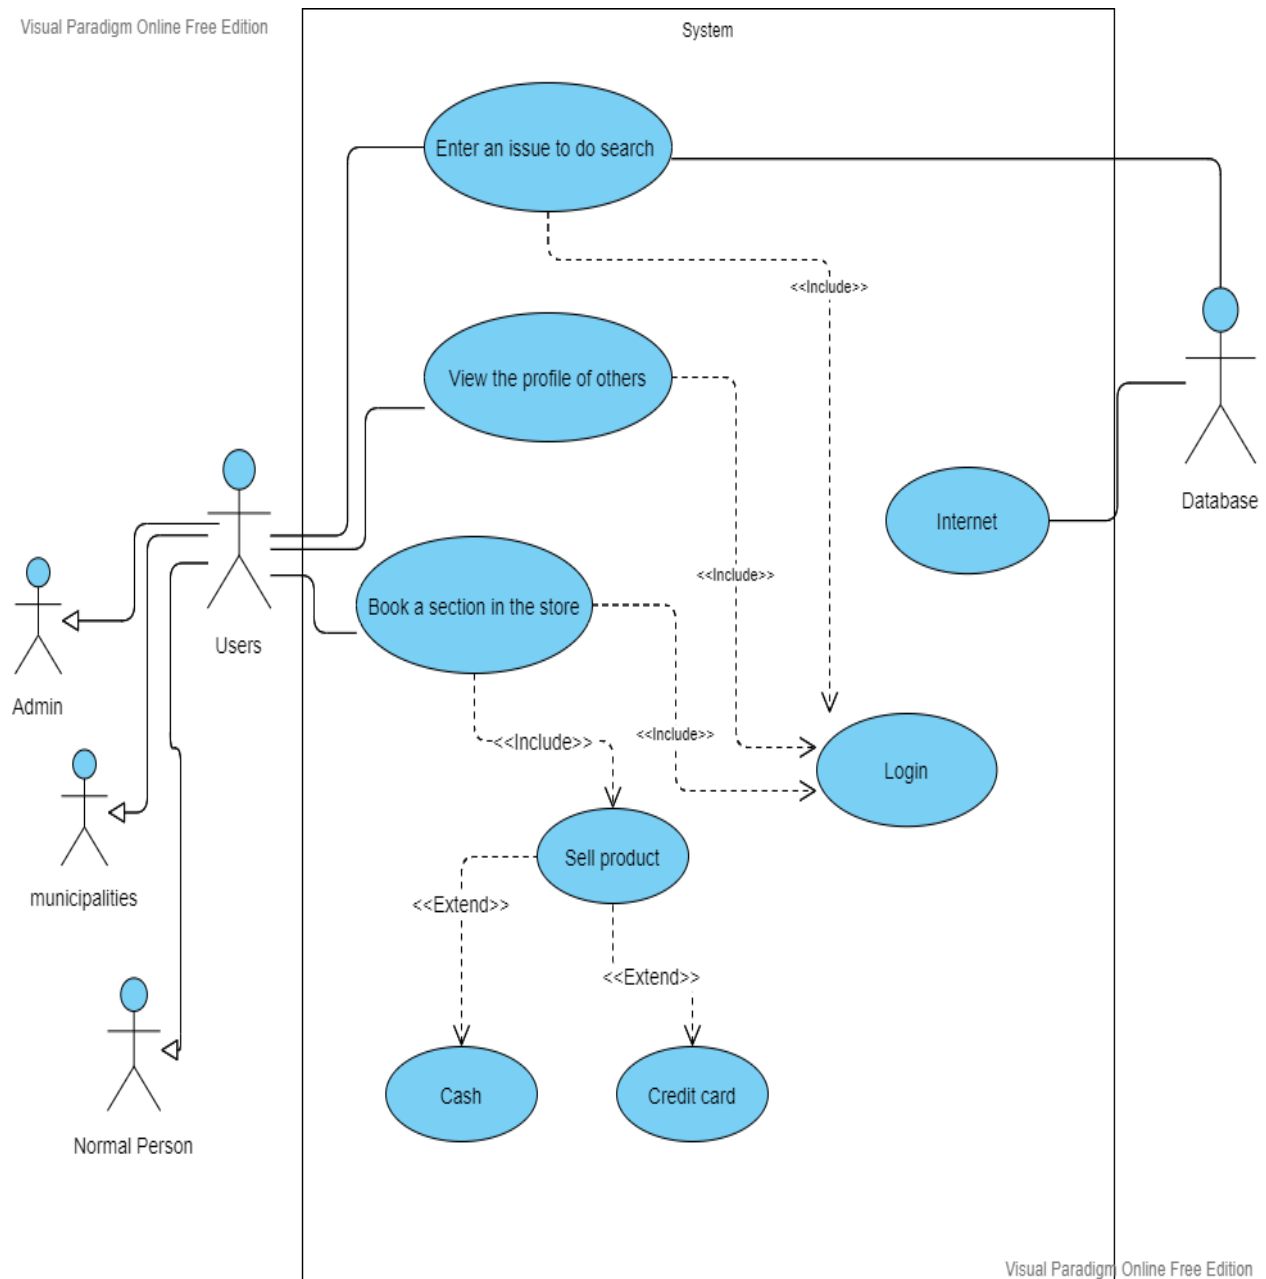 Visual Paradigm Online Free Edition
System
Enter an issue to do search
<<Include>>
View the profile of others
Database
Internet
<<Include>>
Book a section in the store
Users
Admin
<<Include>>
<<Include>>
Login
Sell product
municipalities
<<Extend>>
<<Extend>>
Cash
Credit card
Normal Person
Visual Paradigm Online Free Edition